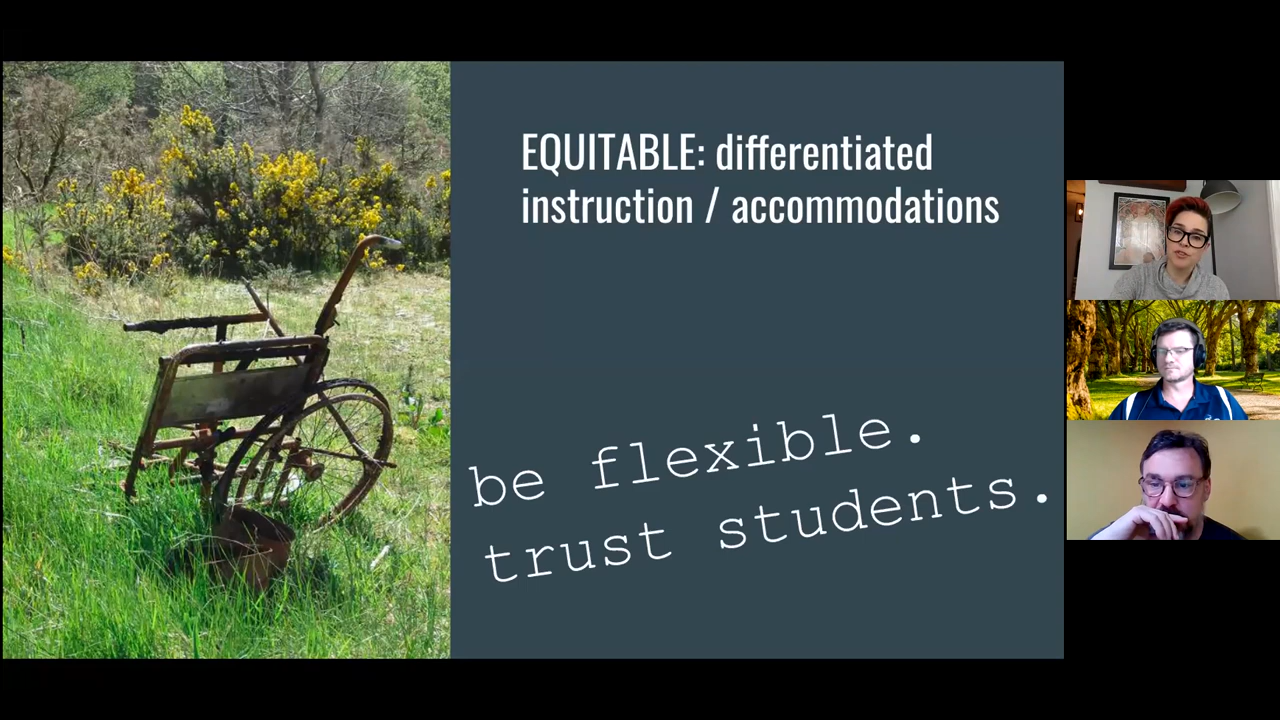 EQUITABLE: differentiated
instruction / accommodations
be flexible.
trust students.